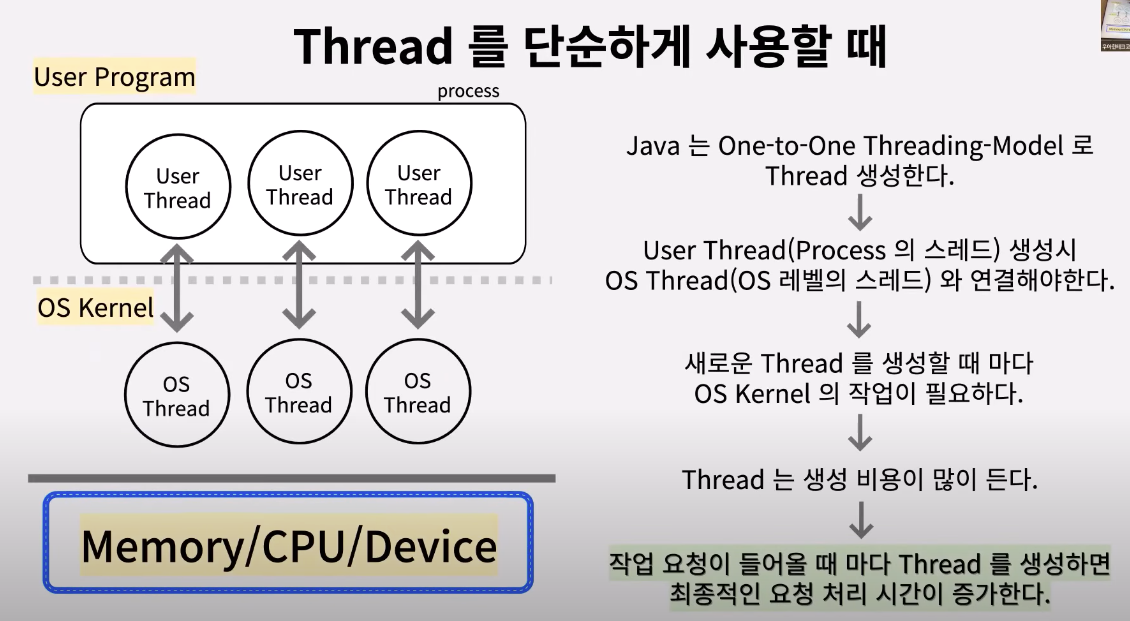 Thread 를 단순하게 사용할 때
User Program
process
User
Thread
User
Thread
User
Thread
OS Kernel
OS
Thread
OS
Thread
OS
Thread
Memory/CPU/Device
Java 는 One-to-One Threading-Model 로
Thread 생성한다.
User Thread(Process 의 스레드) 생성시
OS Thread(OS 레벨의 스레드) 와 연결해야한다.
새로운 Thread 를 생성할 때 마다
OS Kernel 의 작업이 필요하다.
Thread 는 생성 비용이 많이 든다.
작업 요청이 들어올 때 마다 Thread 를 생성하면
최종적인 요청 처리 시간이 증가한다.